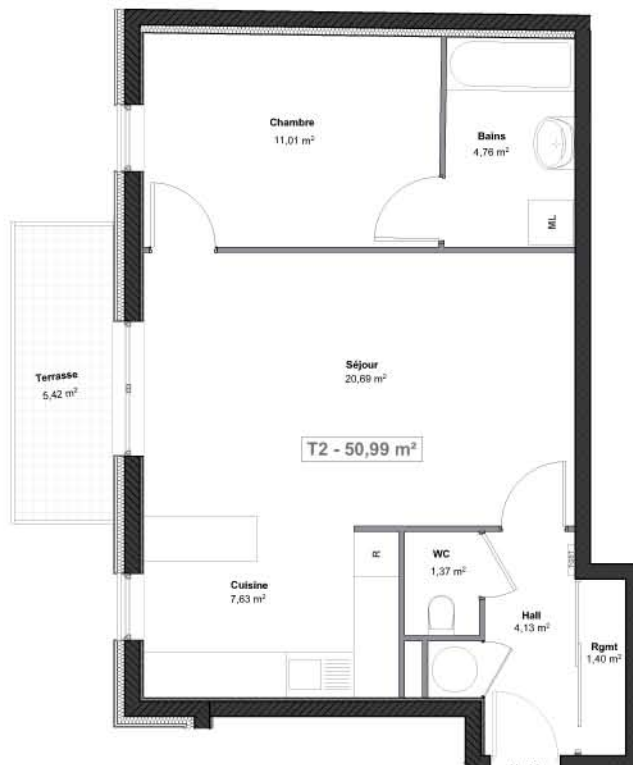 Chambre
11,01 m²
Bains
4,76 m²
ML
Séjour
20,69 m²
Terrasse
5,42 m²
T2 - 50,99 m²
R
WC
1,37 m²
Cuisine
7,63 m²
Hall
4,13 m²
Rgmt
1,40 m²